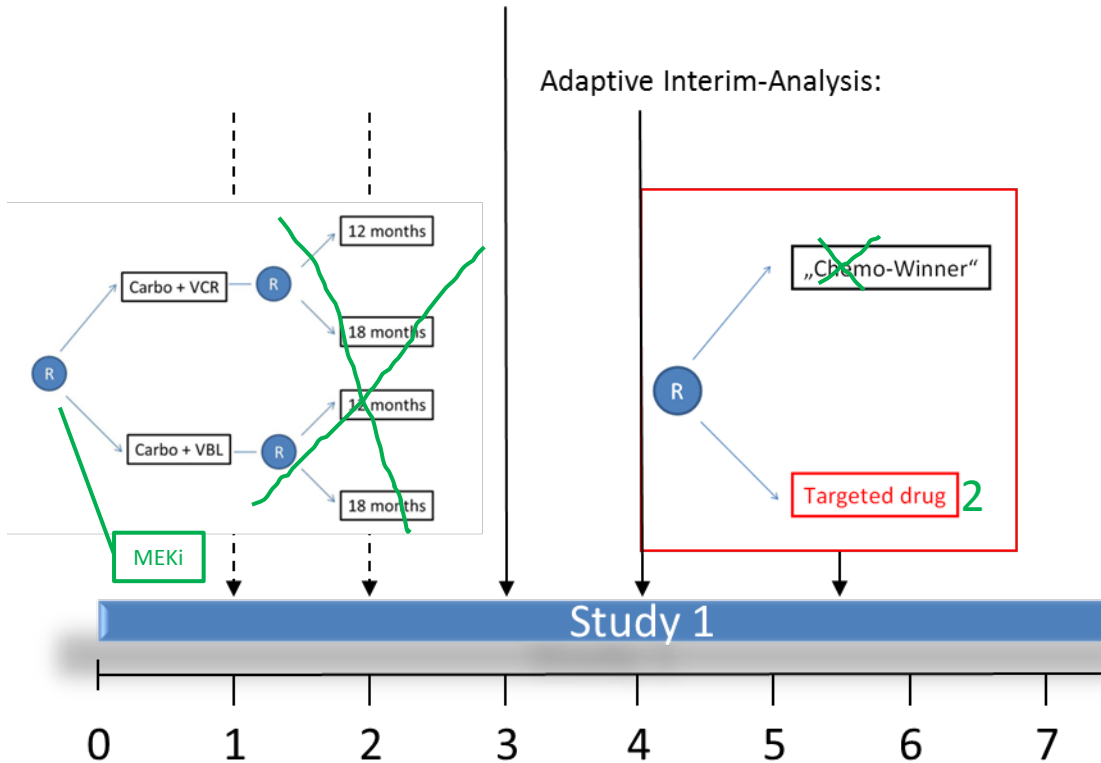 Adaptive Interim-Analysis:
12 months
Carbo + VCR
R
18 months
R
12 months
Carbo + VBL
R
18 months
MEKi
„Chemo-Winner“
R
Targeted drug 2
Study 1
0 1 2 3 4 5 6 7